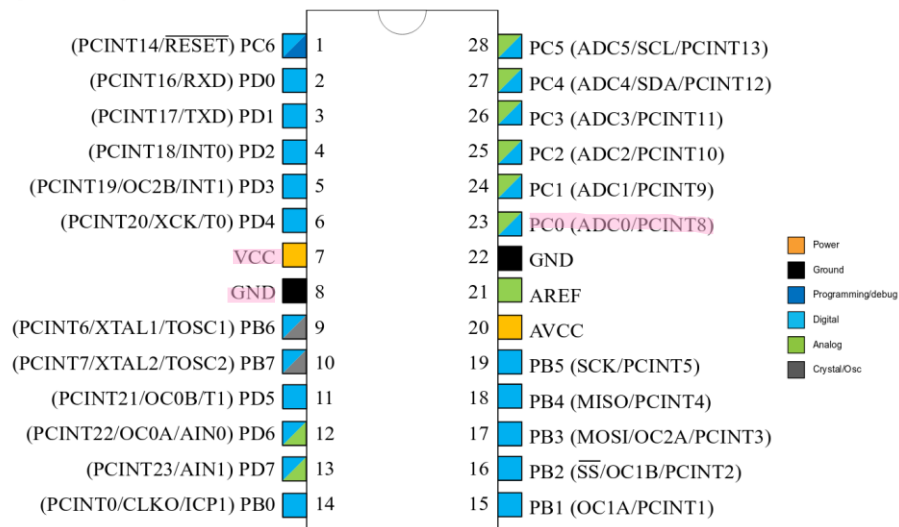 (PCINT14/RESET) PC6 1
(PCINT16/RXD) PD0 2
(PCINT17/TXD) PD1 3
(PCINT18/INT0) PD2 4
(PCINT19/OC2B/INT1) PD3 5
(PCINT20/XCK/T0) PD4 6
VCC 7
GND 8
(PCINT6/XTAL1/TOSC1) PB6 9
(PCINT7/XTAL2/TOSC2) PB7 10
(PCINT21/OC0B/T1) PD5 11
(PCINT22/OC0A/AIN0) PD6 12
(PCINT23/AIN1) PD7 13
(PCINT0/CLKO/ICP1) PB0 14
28 PC5 (ADC5/SCL/PCINT13)
27 PC4 (ADC4/SDA/PCINT12)
26 PC3 (ADC3/PCINT11)
25 PC2 (ADC2/PCINT10)
24 PC1 (ADC1/PCINT9)
23 PC0 (ADC0/PCINT8)
22 GND
21 AREF
20 AVCC
19 PB5 (SCK/PCINT5)
18 PB4 (MISO/PCINT4)
17 PB3 (MOSI/OC2A/PCINT3)
16 PB2 (SS/OC1B/PCINT2)
15 PB1 (OC1A/PCINT1)
Power
Ground
Programming/debug
Digital
Analog
Crystal/Osc